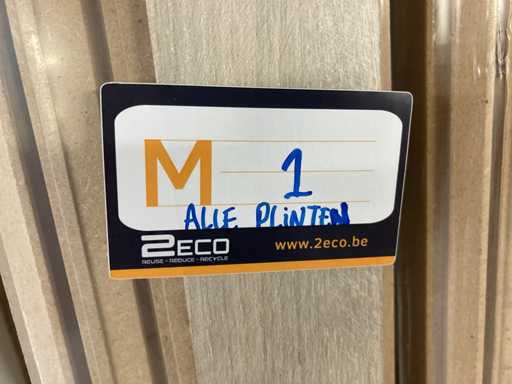 M 1
ALLE PLINTEN
2ECO www.2eco.be
REUSE - REDUCE - RECYCLE